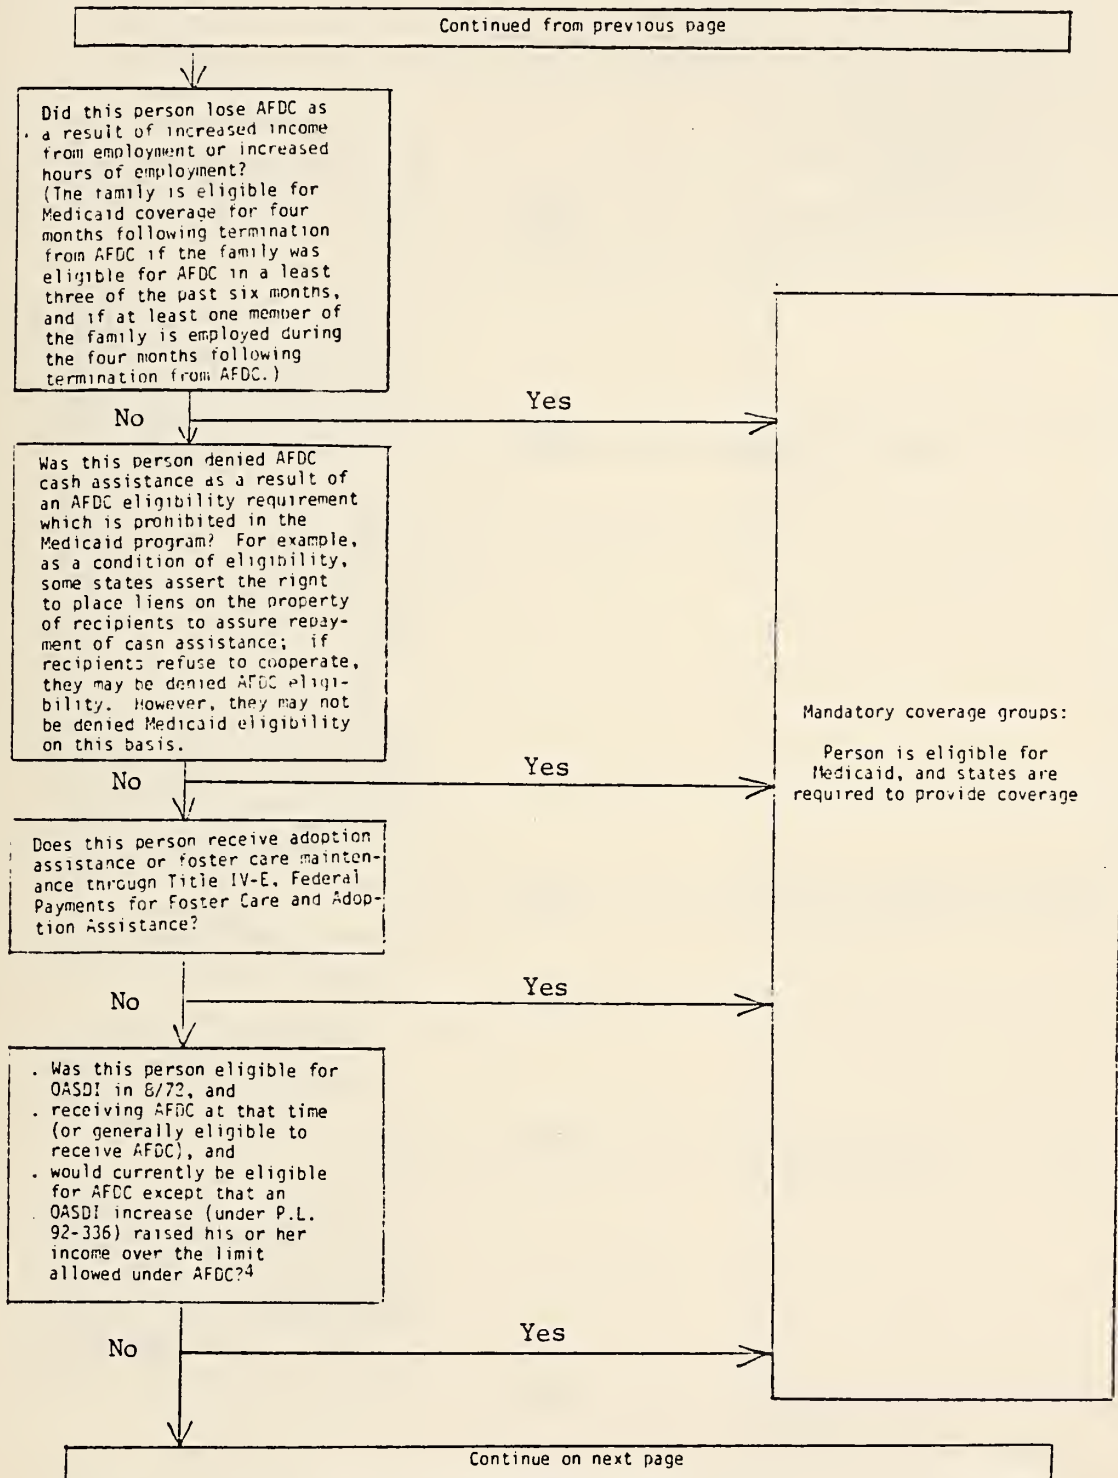 Continued from previous page
Did this person lose AFDC as
. a result of increased income
from employment or increased
hours of employment?
(The family is eligible for
Medicaid coverage for four
months following termination
from AFDC if the family was
eligible for AFDC in a least
three of the past six months,
and if at least one member of
the family is employed during
the four months following
termination from AFDC.)
No
Yes
Was this person denied AFDC
cash assistance as a result of
an AFDC eligibility requirement
which is prohibited in the
Medicaid program? For example,
as a condition of eligibility,
some states assert the right
to place liens on the property
of recipients to assure repay-
ment of cash assistance; if
recipients refuse to cooperate,
they may be denied AFDC eligi-
bility. However, they may not
be denied Medicaid eligibility
on this basis.
Mandatory coverage groups:
Person is eligible for
Medicaid, and states are
required to provide coverage
No
Yes
Does this person receive adoption
assistance or foster care mainten-
ance through Title IV-E, Federal
Payments for Foster Care and Adop-
tion Assistance?
No
Yes
. Was this person eligible for
OASDI in 8/72, and
. receiving AFDC at that time
(or generally eligible to
receive AFDC), and
. would currently be eligible
for AFDC except that an
OASDI increase (under P.L.
92-336) raised his or her
income over the limit
allowed under AFDC?4
No
Yes
Continue on next page